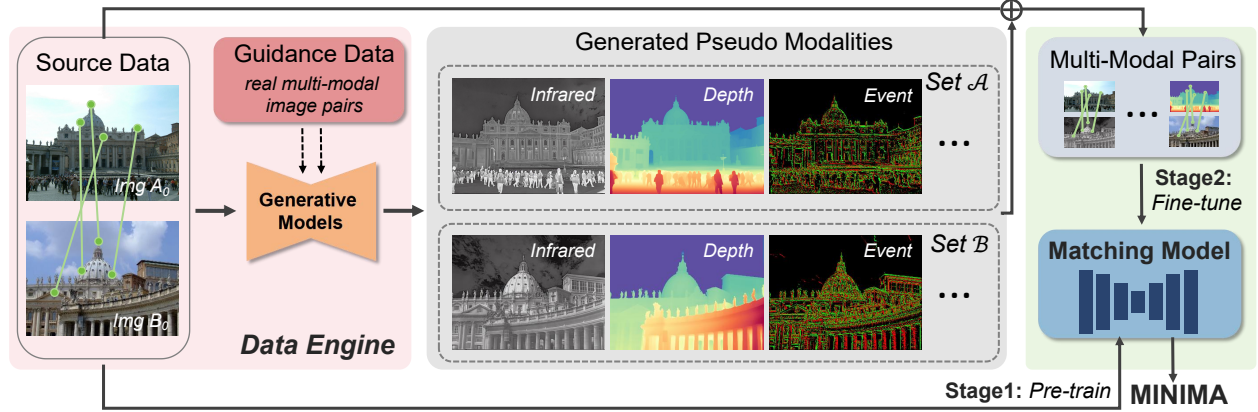 Source Data
Img A₀
Img B₀
Guidance Data
real multi-modal
image pairs
Generative
Models
Data Engine
Generated Pseudo Modalities
Infrared
Depth
Event
Set 𝒜
...
Infrared
Depth
Event
Set ℬ
...
Multi-Modal Pairs
...
Stage2:
Fine-tune
Matching Model
Stage1: Pre-train
MINIMA